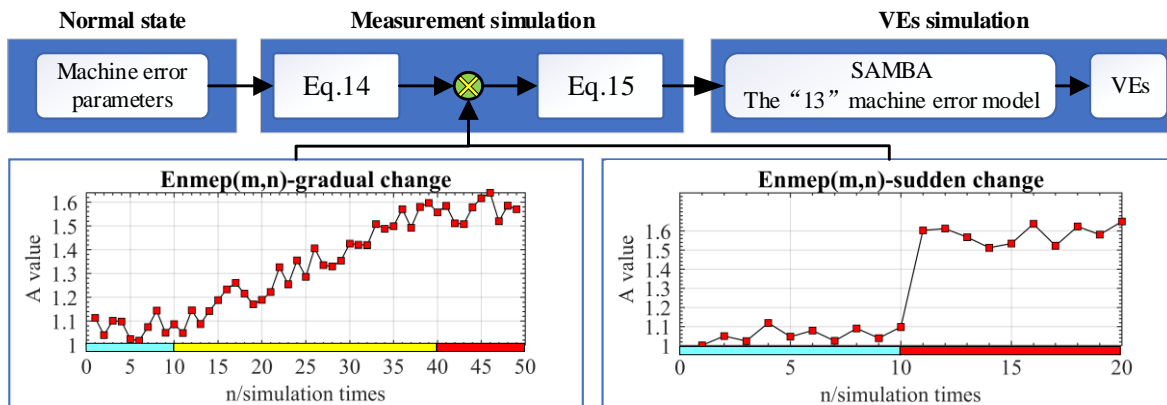 Normal state
Measurement simulation
VEs simulation
Machine error
parameters
Eq.14
Eq.15
SAMBA
The “13” machine error model
VEs
Enmep(m,n)-gradual change
A value
1.6
1.5
1.4
1.3
1.2
1.1
1
0 5 10 15 20 25 30 35 40 45 50
n/simulation times
Enmep(m,n)-sudden change
A value
1.6
1.5
1.4
1.3
1.2
1.1
1
0 5 10 15 20
n/simulation times